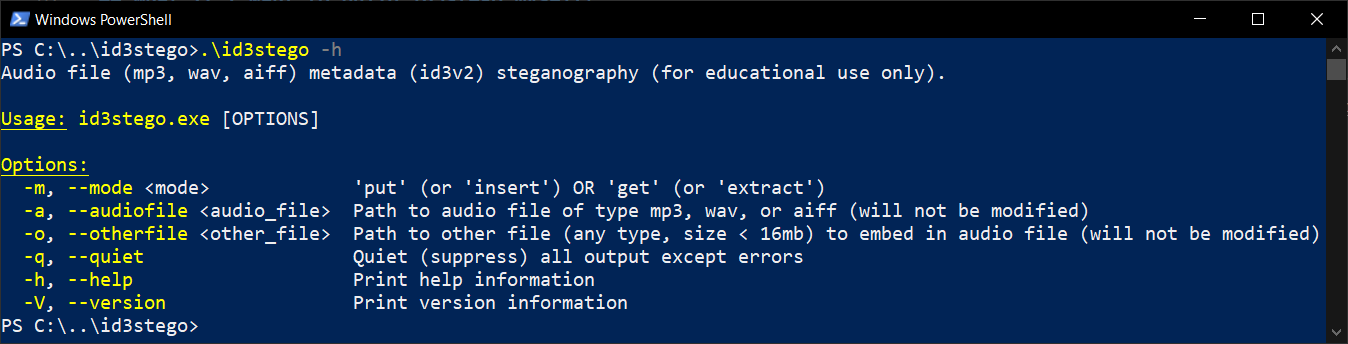 Windows PowerShell
PS C:\..\id3stego>.\id3stego -h
Audio file (mp3, wav, aiff) metadata (id3v2) steganography (for educational use only).
Usage: id3stego.exe [OPTIONS]
Options:
-m, --mode <mode> 'put' (or 'insert') OR 'get' (or 'extract')
-a, --audiofile <audio_file> Path to audio file of type mp3, wav, or aiff (will not be modified)
-o, --otherfile <other_file> Path to other file (any type, size < 16mb) to embed in audio file (will not be modified)
-q, --quiet Quiet (suppress) all output except errors
-h, --help Print help information
-V, --version Print version information
PS C:\..\id3stego>